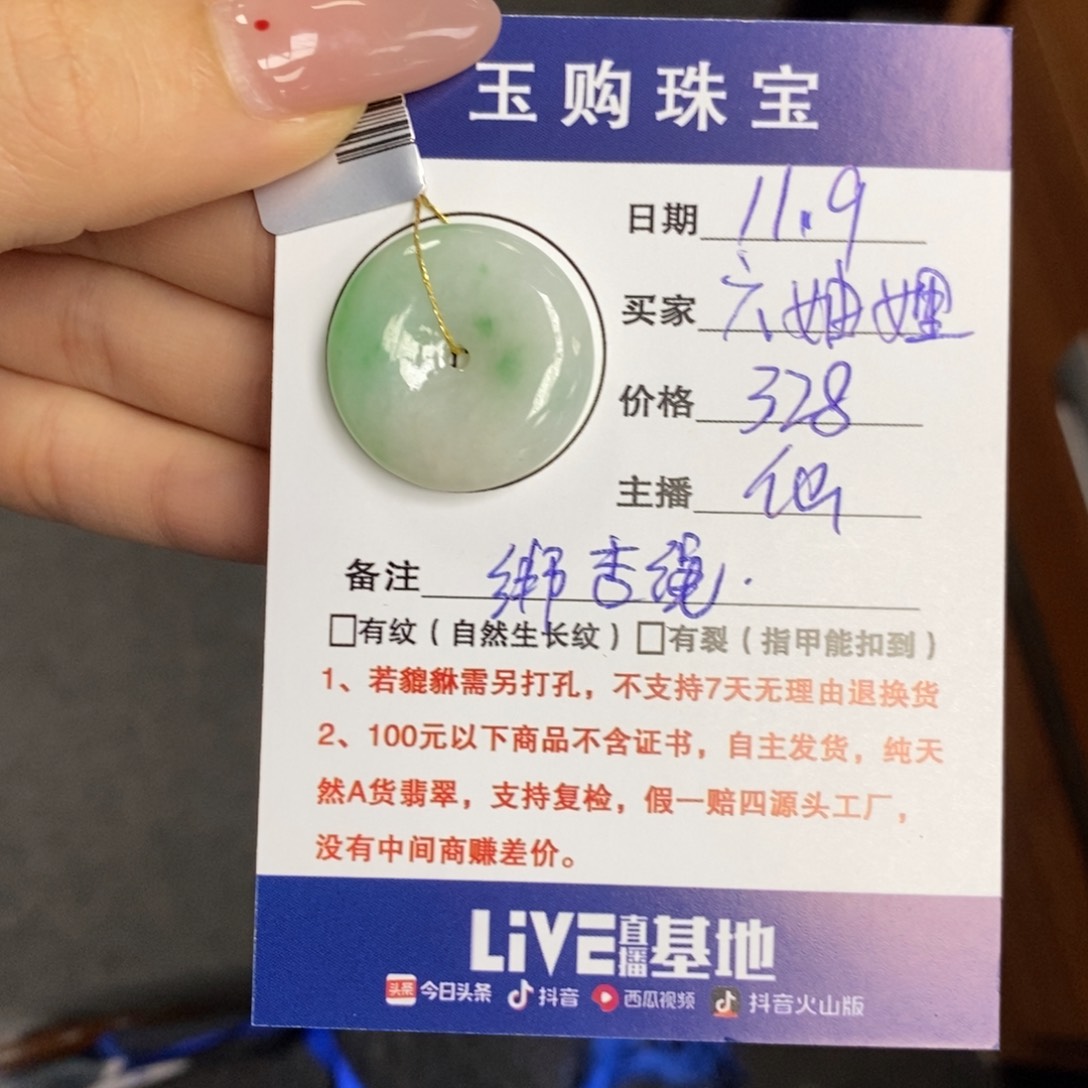 玉购珠宝
日期 11.9
买家 六
价格 328
主播 仙
备注 绑杏绳.
□有纹（自然生长纹）□有裂（指甲能扣到）
1、若貔貅需另打孔，不支持7天无理由退换货
2、100元以下商品不含证书，自主发货，纯天
然A货翡翠，支持复检，假一赔四源头工厂，
没有中间商赚差价。
LiVE直播基地
头条 今日头条 抖音 西瓜视频 抖音火山版